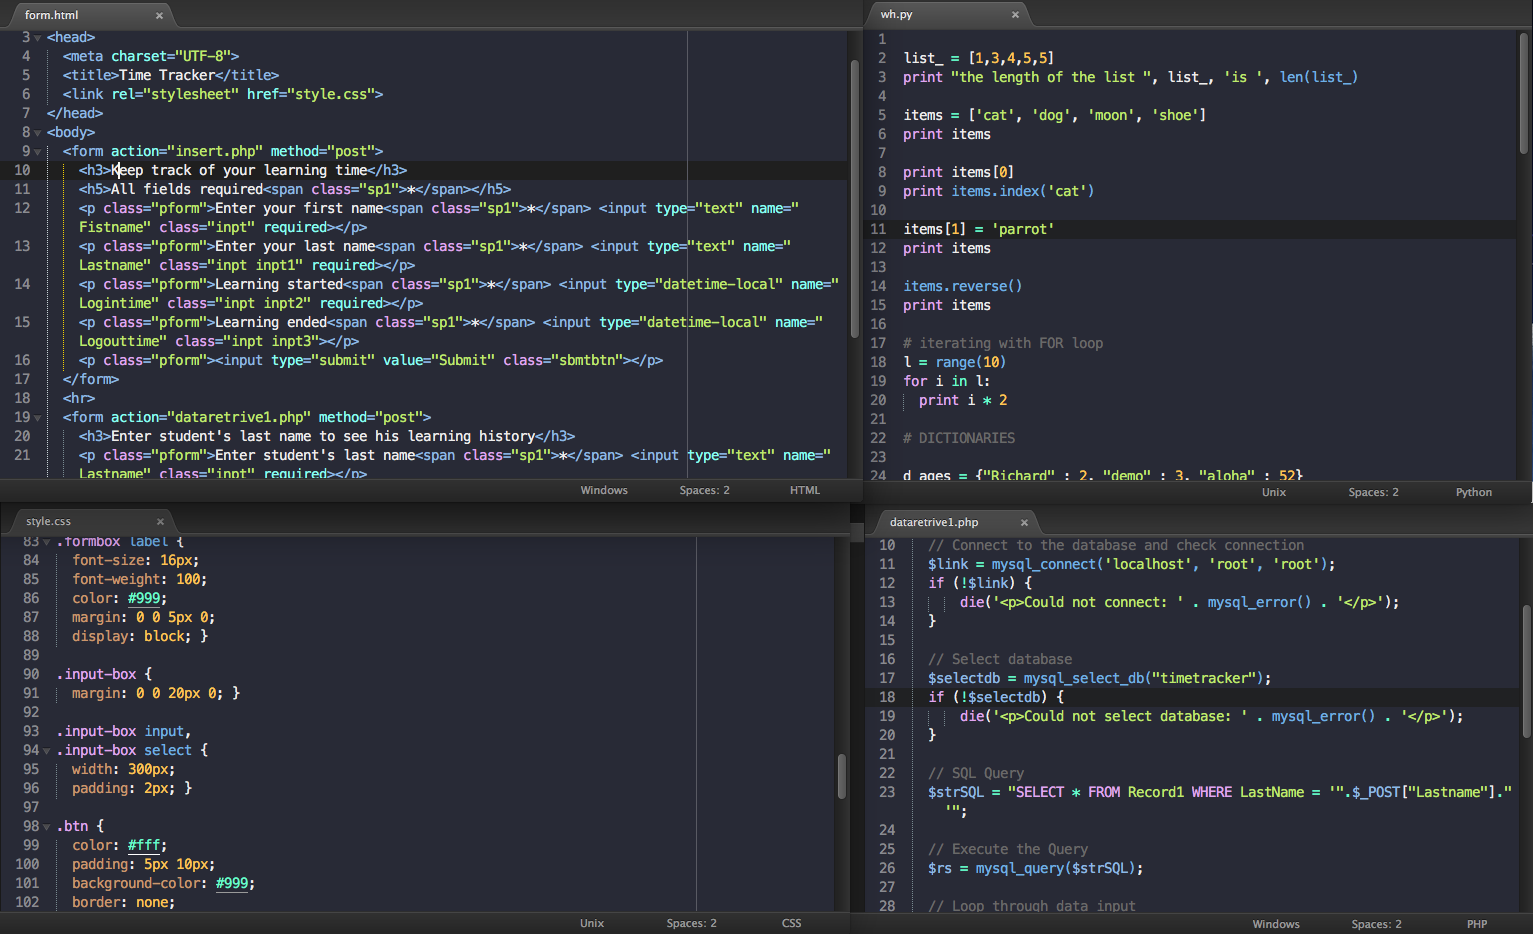 form.html ×
3 <head>
4 <meta charset="UTF-8">
5 <title>Time Tracker</title>
6 <link rel="stylesheet" href="style.css">
7 </head>
8 <body>
9 <form action="insert.php" method="post">
10 <h3>Keep track of your learning time</h3>
11 <h5>All fields required<span class="sp1">*</span></h5>
12 <p class="pform">Enter your first name<span class="sp1">*</span> <input type="text" name="
Fistname" class="inpt" required></p>
13 <p class="pform">Enter your last name<span class="sp1">*</span> <input type="text" name="
Lastname" class="inpt inpt1" required></p>
14 <p class="pform">Learning started<span class="sp1">*</span> <input type="datetime-local" name="
Logintime" class="inpt inpt2" required></p>
15 <p class="pform">Learning ended<span class="sp1">*</span> <input type="datetime-local" name="
Logouttime" class="inpt inpt3"></p>
16 <p class="pform"><input type="submit" value="Submit" class="sbmtbtn"></p>
17 </form>
18 <hr>
19 <form action="dataretrive1.php" method="post">
20 <h3>Enter student's last name to see his learning history</h3>
21 <p class="pform">Enter student's last name<span class="sp1">*</span> <input type="text" name="
Lastname" class="inpt" required></p>
Windows Spaces: 2 HTML
wh.py ×
1
2 list_ = [1,3,4,5,5]
3 print "the length of the list ", list_, 'is ', len(list_)
4
5 items = ['cat', 'dog', 'moon', 'shoe']
6 print items
7
8 print items[0]
9 print items.index('cat')
10
11 items[1] = 'parrot'
12 print items
13
14 items.reverse()
15 print items
16
17 # iterating with FOR loop
18 l = range(10)
19 for i in l:
20 print i * 2
21
22 # DICTIONARIES
23
24 d_ages = {"Richard" : 2, "demo" : 3, "aloha" : 52}
Unix Spaces: 2 Python
style.css ×
83 .formbox label {
84 font-size: 16px;
85 font-weight: 100;
86 color: #999;
87 margin: 0 0 5px 0;
88 display: block; }
89
90 .input-box {
91 margin: 0 0 20px 0; }
92
93 .input-box input,
94 .input-box select {
95 width: 300px;
96 padding: 2px; }
97
98 .btn {
99 color: #fff;
100 padding: 5px 10px;
101 background-color: #999;
102 border: none;
Unix Spaces: 2 CSS
dataretrive1.php ×
10 // Connect to the database and check connection
11 $link = mysql_connect('localhost', 'root', 'root');
12 if (!$link) {
13 die('<p>Could not connect: ' . mysql_error() . '</p>');
14 }
15
16 // Select database
17 $selectdb = mysql_select_db("timetracker");
18 if (!$selectdb) {
19 die('<p>Could not select database: ' . mysql_error() . '</p>');
20 }
21
22 // SQL Query
23 $strSQL = "SELECT * FROM Record1 WHERE LastName = '".$_POST["Lastname"]."
'";
24
25 // Execute the Query
26 $rs = mysql_query($strSQL);
27
28 // Loop through data input
Windows Spaces: 2 PHP